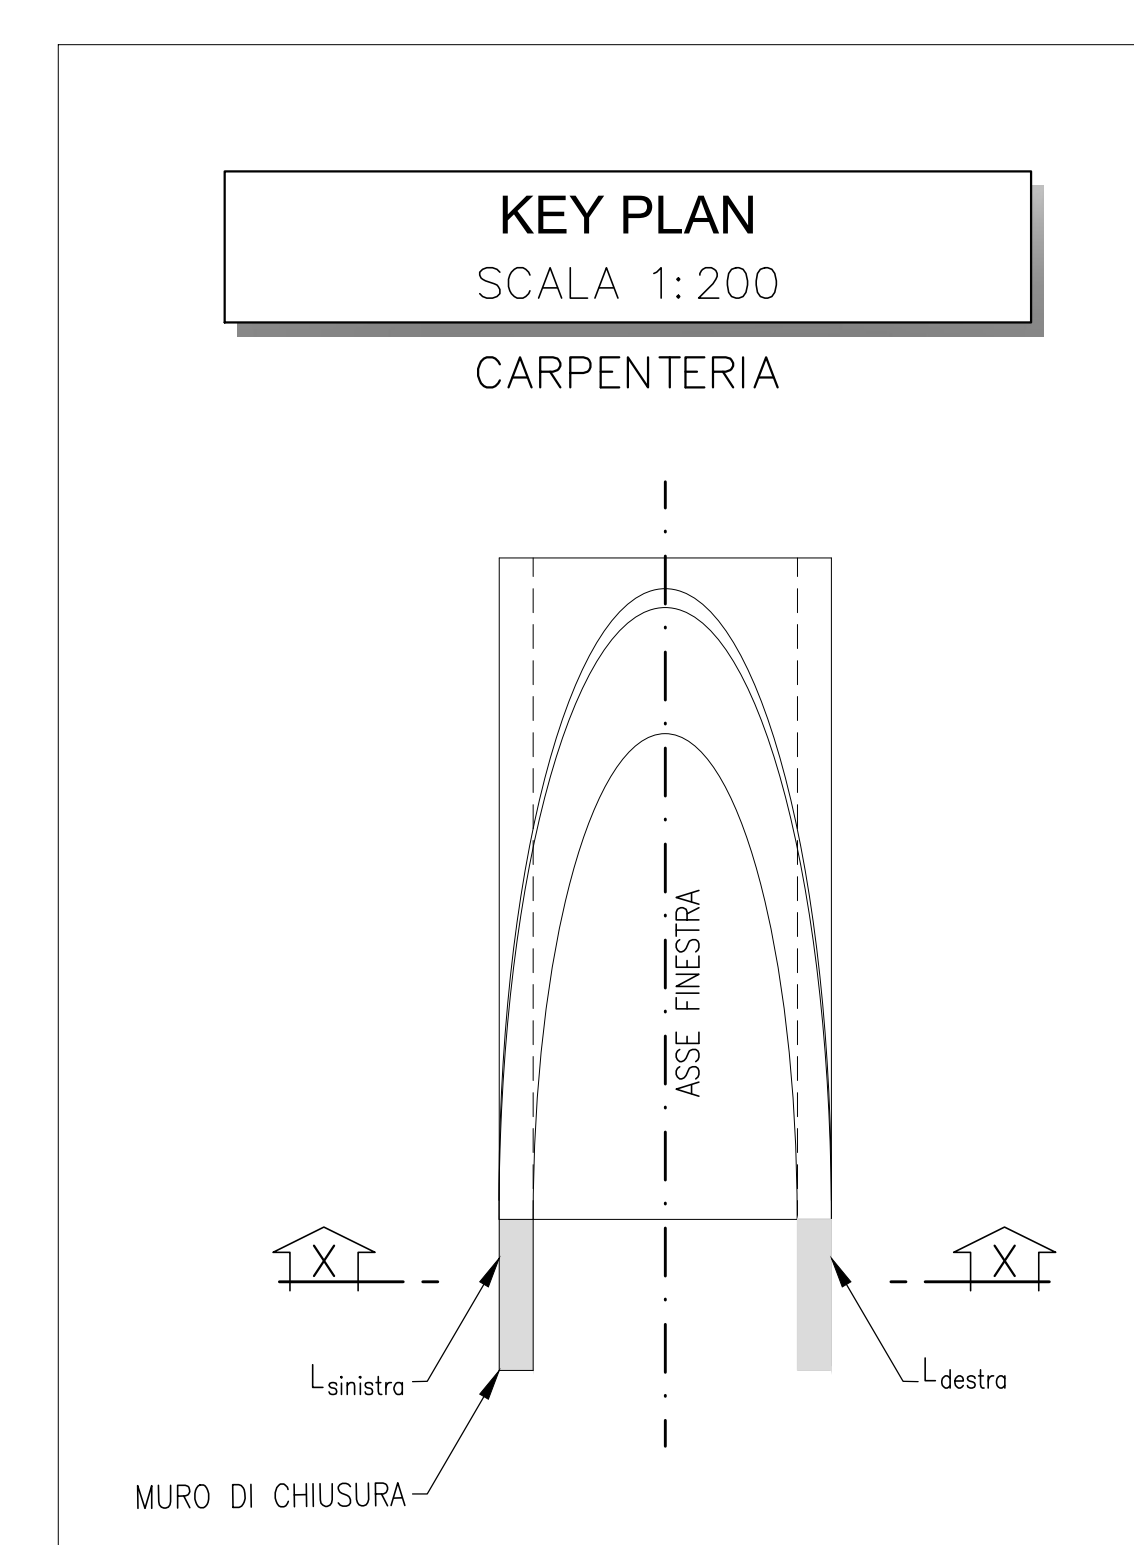 KEY PLAN
SCALA 1:200
CARPENTERIA
ASSE FINESTRA
X
X
Lsinistra
Ldestra
MURO DI CHIUSURA